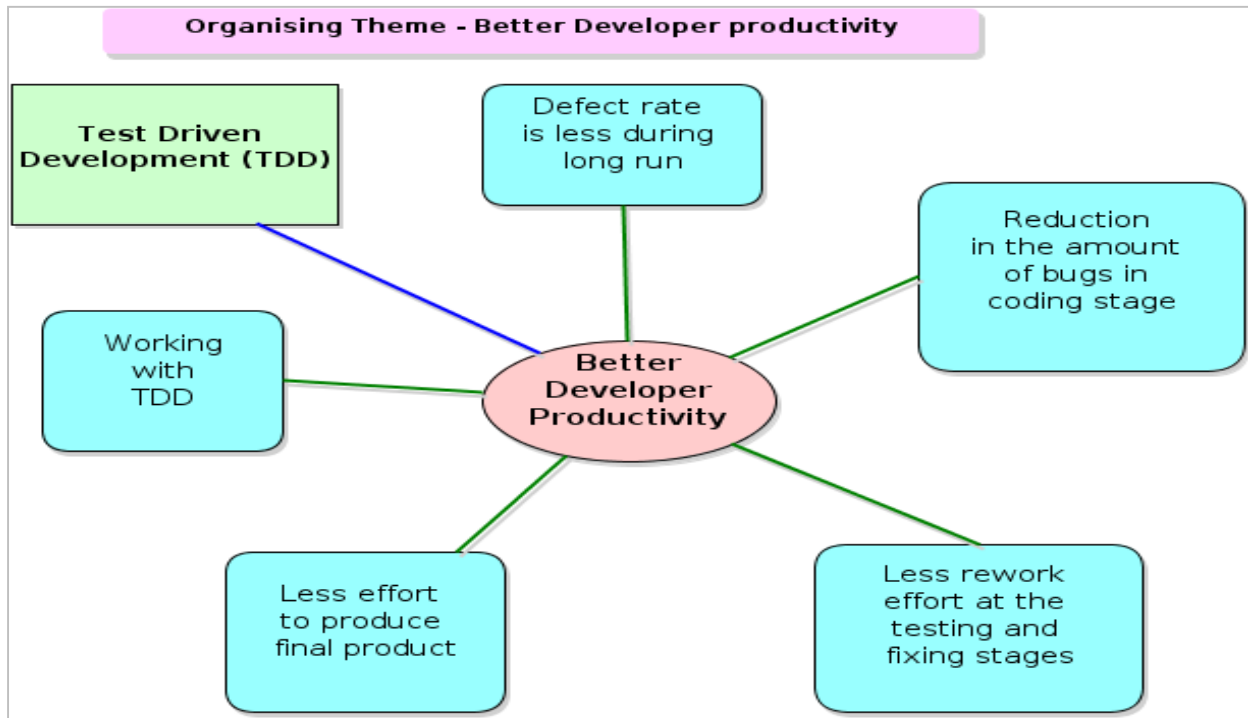 Organising Theme - Better Developer productivity
Test Driven
Development (TDD)
Defect rate
is less during
long run
Reduction
in the amount
of bugs in
coding stage
Working
with
TDD
Better
Developer
Productivity
Less effort
to produce
final product
Less rework
effort at the
testing and
fixing stages